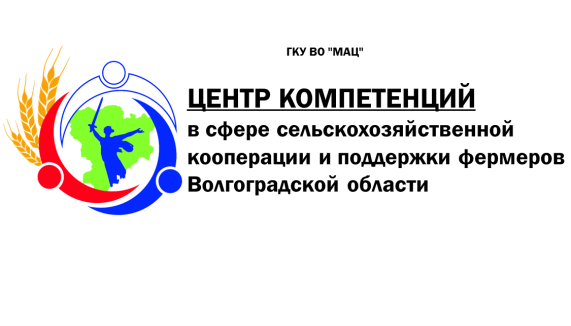 ГКУ ВО "МАЦ"
ЦЕНТР КОМПЕТЕНЦИЙ
в сфере сельскохозяйственной
кооперации и поддержки фермеров
Волгоградской области